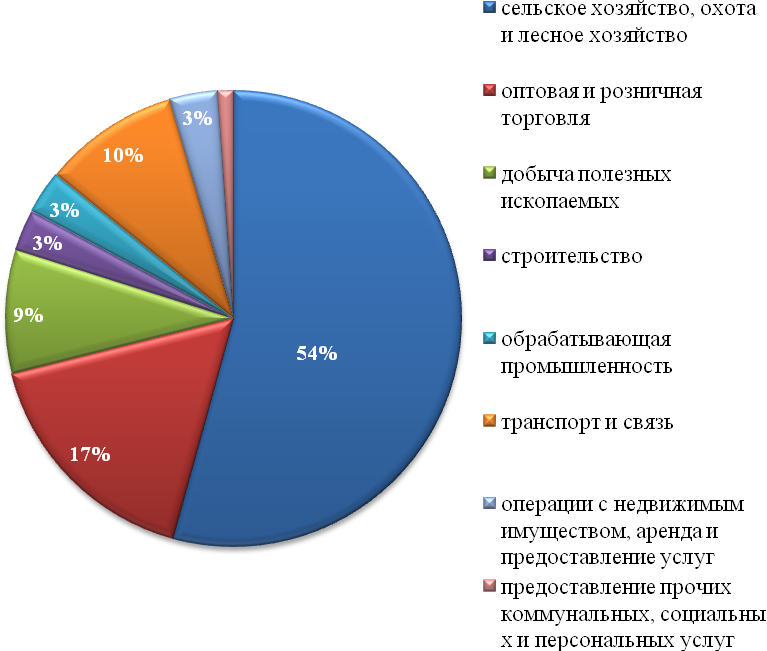 сельское хозяйство, охота
и лесное хозяйство
оптовая и розничная
торговля
добыча полезных
ископаемых
строительство
обрабатывающая
промышленность
транспорт и связь
операции с недвижимым
имуществом, аренда и
предоставление услуг
предоставление прочих
коммунальных, социальны
х и персональных услуг
3%
10%
3%
3%
9%
54%
17%